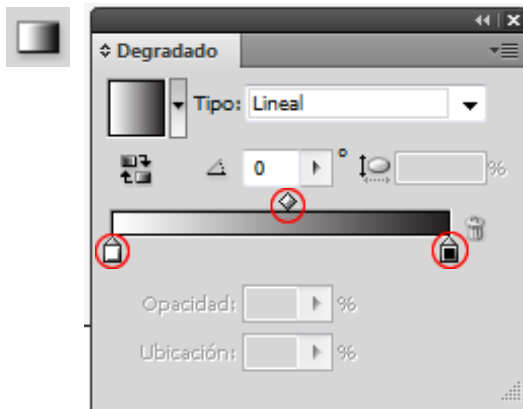 Degradado
Tipo: Lineal
0 ° %
Opacidad: %
Ubicación: %